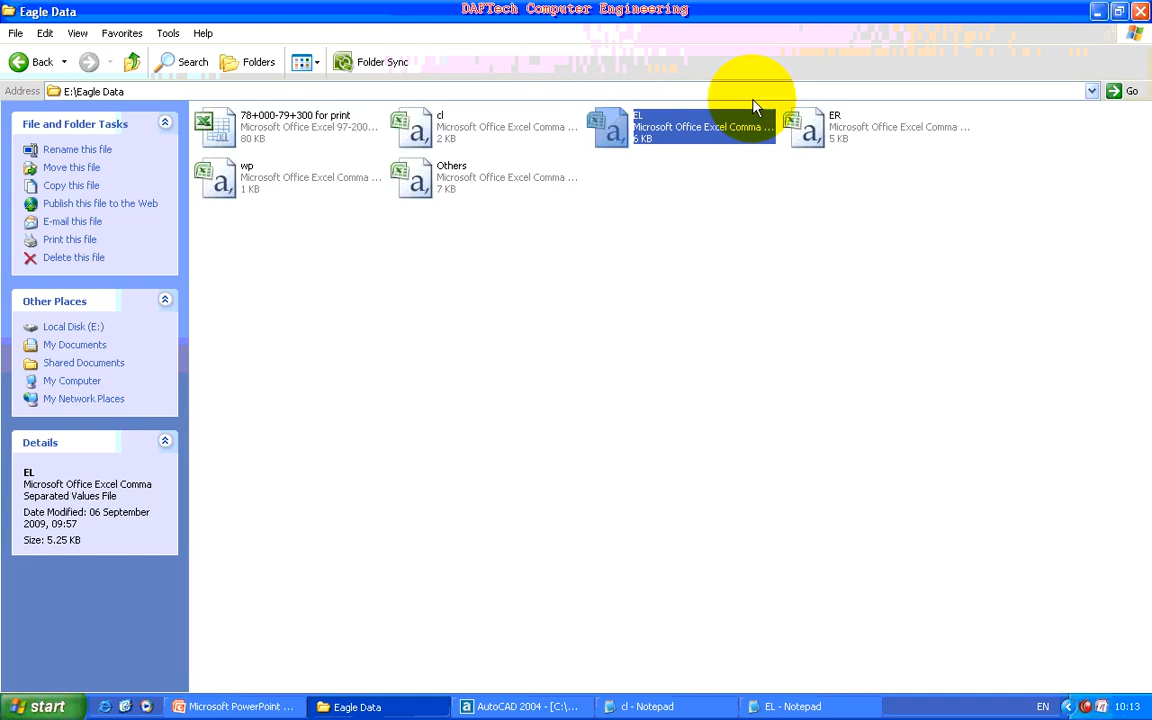 Eagle Data
DAFTech Computer Engineering
File Edit View Favorites Tools Help
Back Search Folders Folder Sync
Address E:\Eagle Data Go
File and Folder Tasks
Rename this file
Move this file
Copy this file
Publish this file to the Web
E-mail this file
Print this file
Delete this file
Other Places
Local Disk (E:)
My Documents
Shared Documents
My Computer
My Network Places
Details
EL
Microsoft Office Excel Comma
Separated Values File
Date Modified: 06 September
2009, 09:57
Size: 5.25 KB
78+000-79+300 for print
Microsoft Office Excel 97-200...
80 KB
cl
Microsoft Office Excel Comma ...
2 KB
EL
Microsoft Office Excel Comma ...
6 KB
ER
Microsoft Office Excel Comma ...
5 KB
wp
Microsoft Office Excel Comma ...
1 KB
Others
Microsoft Office Excel Comma ...
7 KB
start
Microsoft PowerPoint ...
Eagle Data
AutoCAD 2004 - [C:\...
cl - Notepad
EL - Notepad
EN
10:13